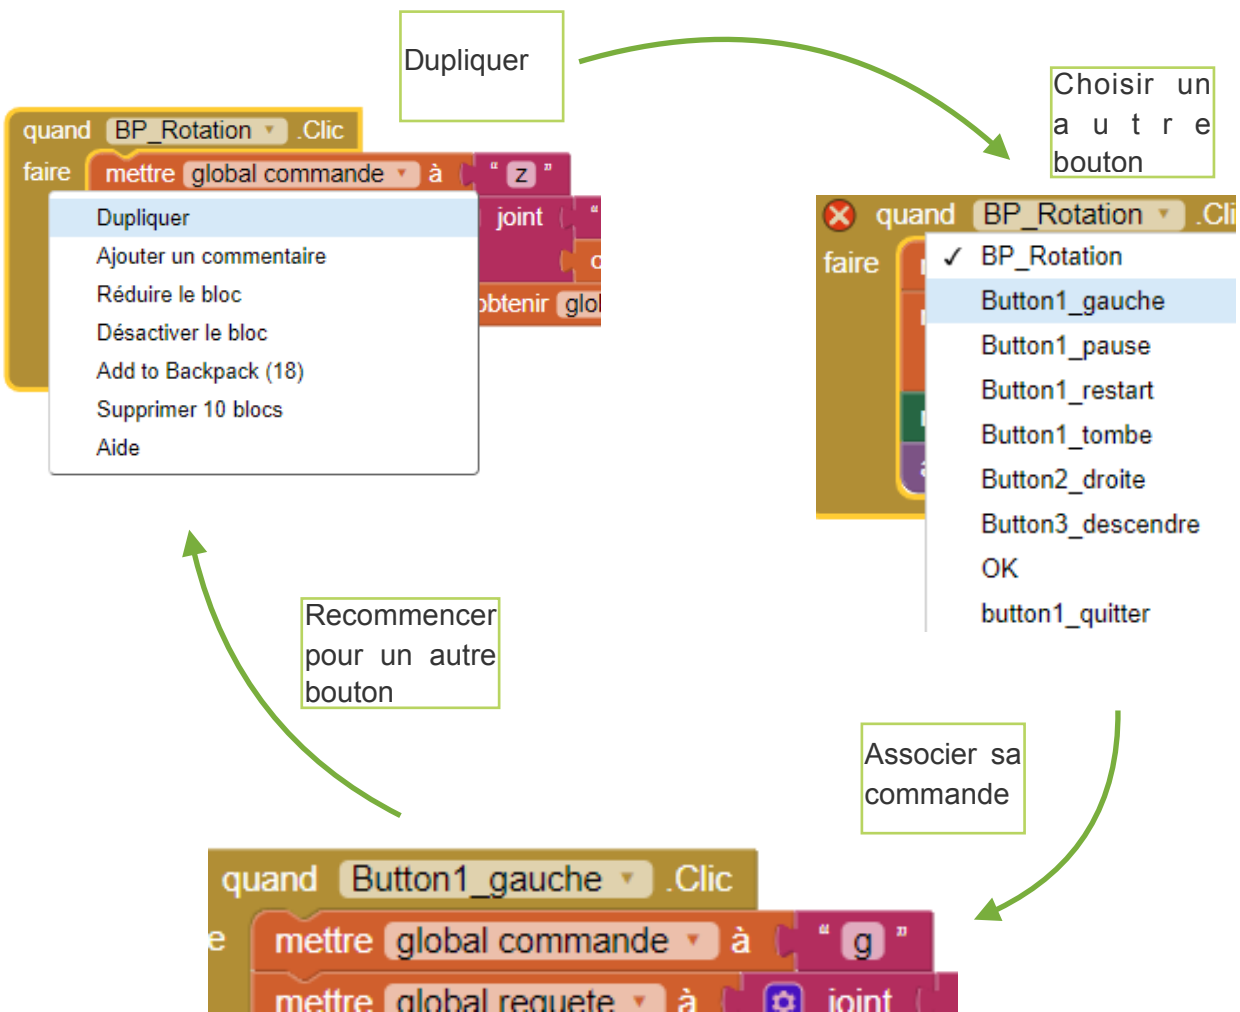 Dupliquer
Choisir un
autre
bouton
quand BP_Rotation .Clic
faire mettre global commande à " z "
Dupliquer
joint "
Ajouter un commentaire
Réduire le bloc
obtenir glo
Désactiver le bloc
Add to Backpack (18)
Supprimer 10 blocs
Aide
quand BP_Rotation .Cli
faire
✓ BP_Rotation
Button1_gauche
Button1_pause
Button1_restart
Button1_tombe
Button2_droite
Button3_descendre
OK
button1_quitter
Recommencer
pour un autre
bouton
Associer sa
commande
quand Button1_gauche .Clic
e mettre global commande à " g "
mettre global requete à joint